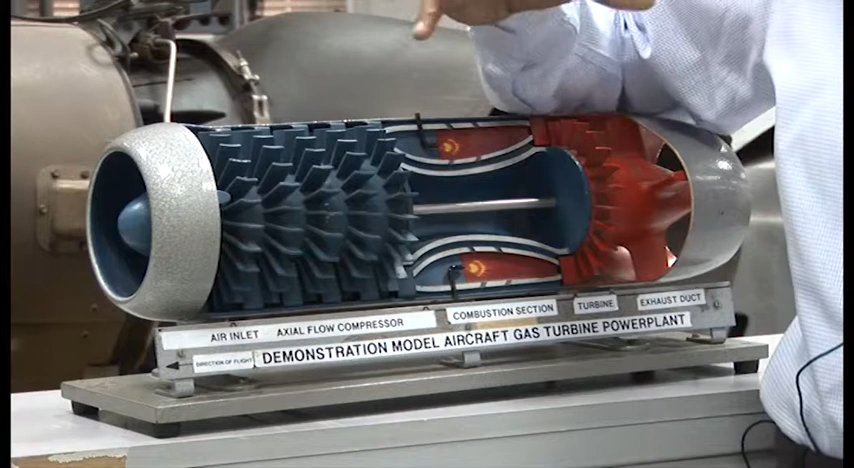 AIR INLET
AXIAL FLOW COMPRESSOR
COMBUSTION SECTION
TURBINE
EXHAUST DUCT
DIRECTION OF FLIGHT
DEMONSTRATION MODEL AIRCRAFT GAS TURBINE POWERPLANT